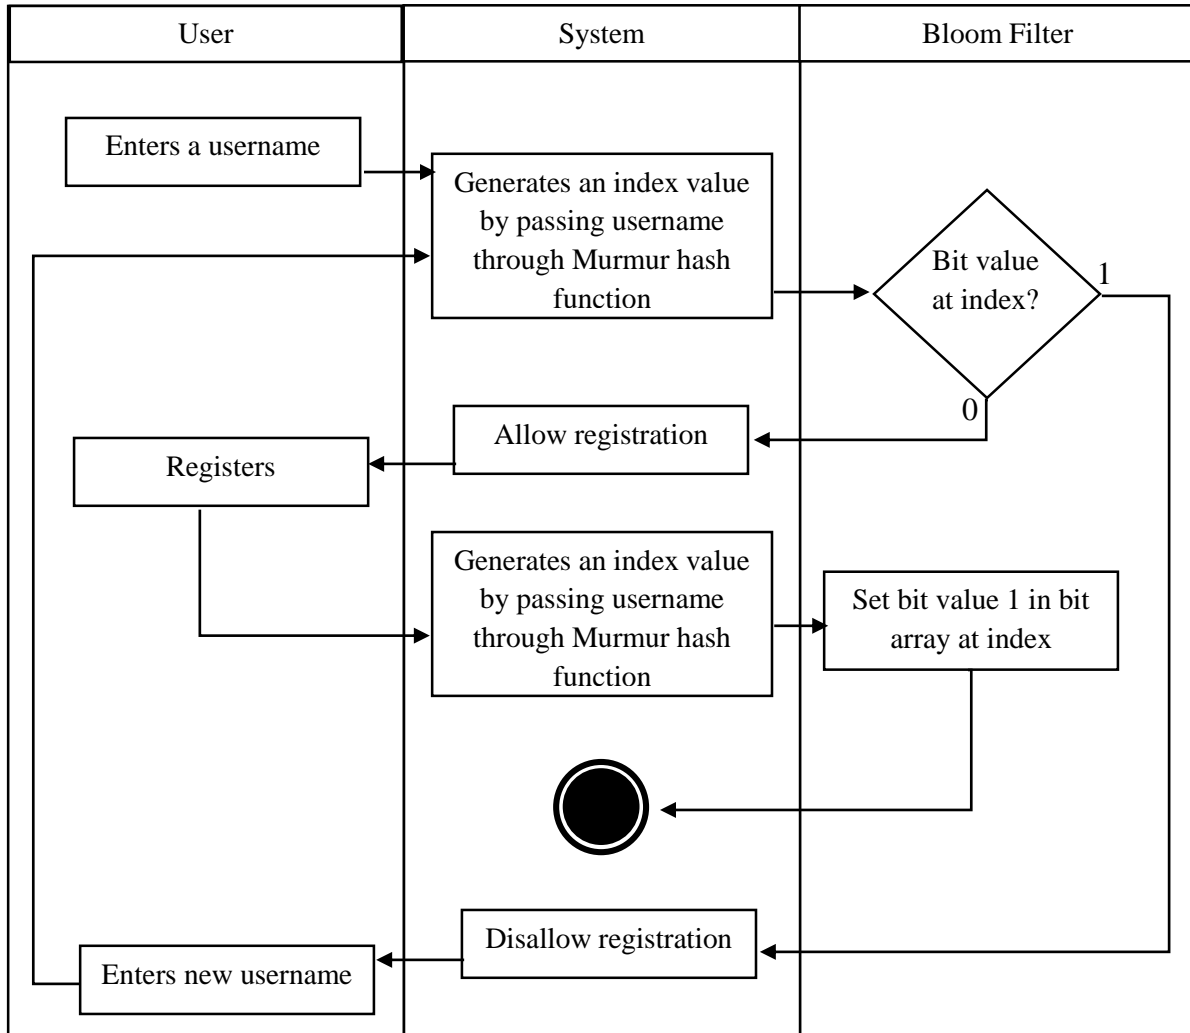 User
System
Bloom Filter
Enters a username
Generates an index value
by passing username
through Murmur hash
function
Bit value
at index?
1
0
Allow registration
Registers
Generates an index value
by passing username
through Murmur hash
function
Set bit value 1 in bit
array at index
Disallow registration
Enters new username